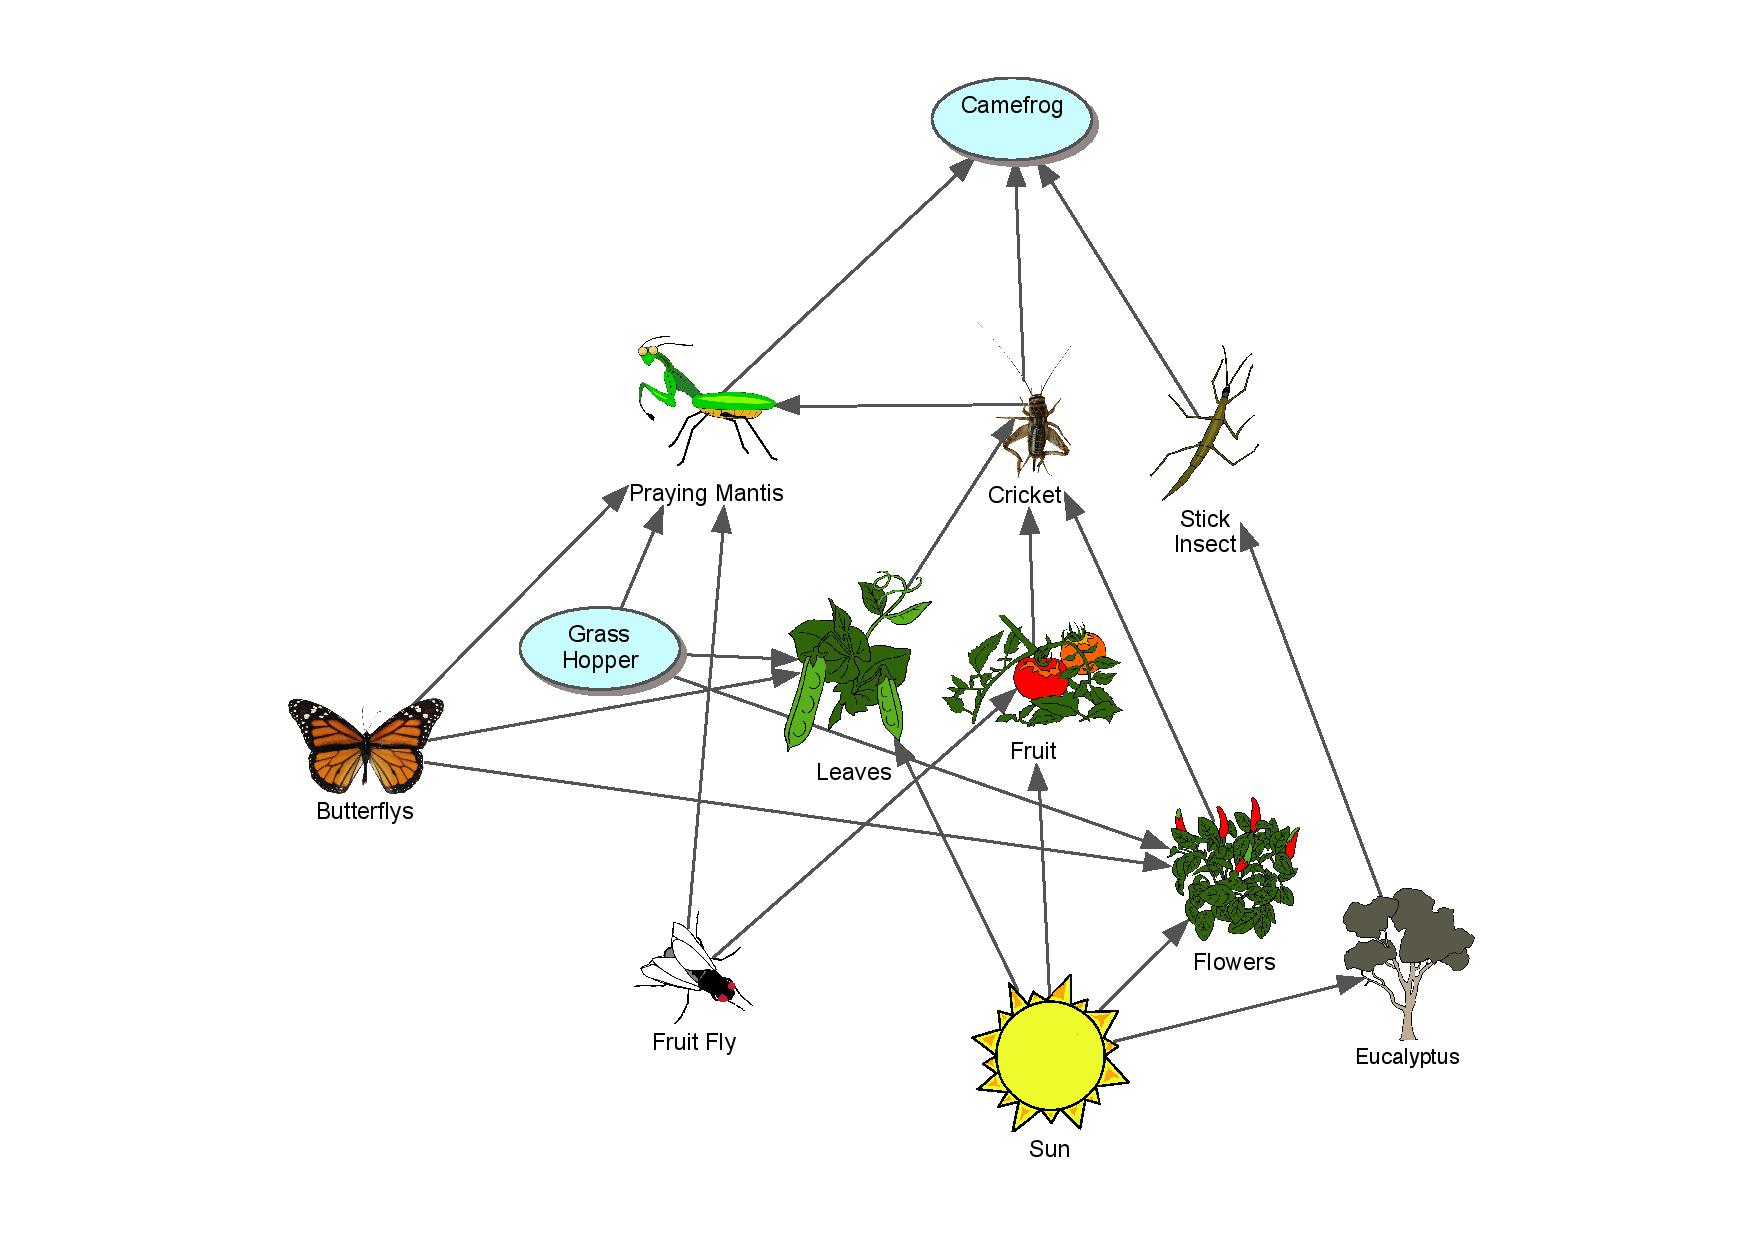 Camefrog
Praying Mantis
Cricket
Stick
Insect
Grass
Hopper
Leaves
Fruit
Butterflys
Flowers
Fruit Fly
Eucalyptus
Sun